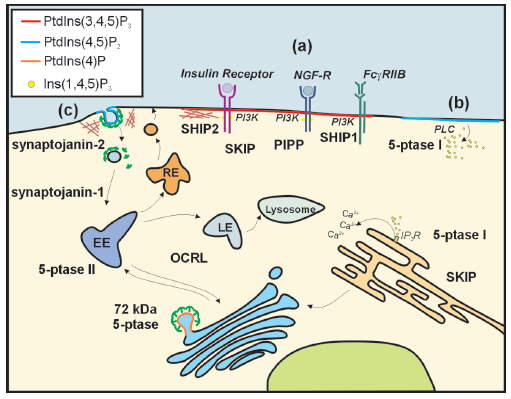 PtdIns(3,4,5)P3
PtdIns(4,5)P2
PtdIns(4)P
Ins(1,4,5)P3
(a)
Insulin Receptor
NGF-R
FcγRIIB
(c)
(b)
PI3K
PI3K
PI3K
SHIP2
SHIP1
PLC
SKIP
PIPP
5-ptase I
synaptojanin-2
RE
synaptojanin-1
Lysosome
LE
Ca2+
Ca2+
Ca2+
IP3R
5-ptase I
EE
OCRL
SKIP
5-ptase II
72 kDa
5-ptase